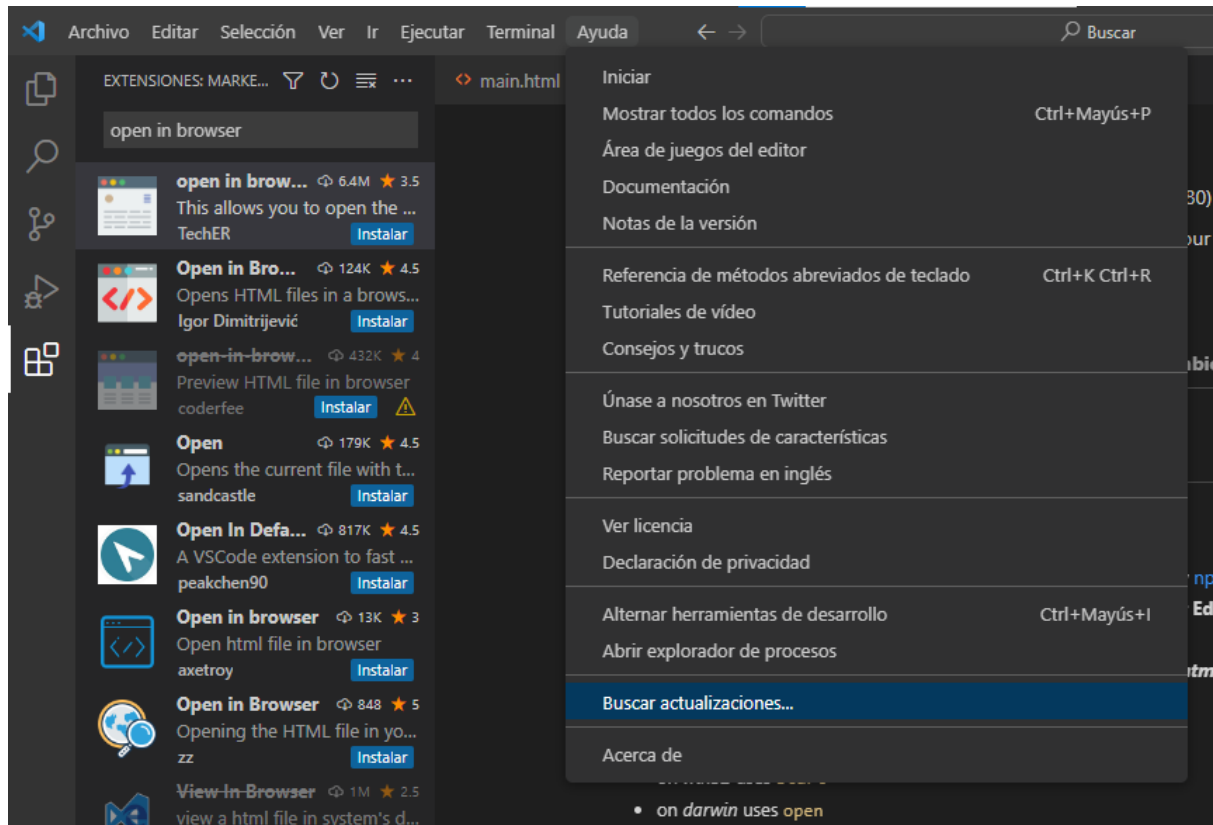 Archivo Editar Selección Ver Ir Ejecutar Terminal Ayuda Buscar
EXTENSIONES: MARKE...
main.html
open in browser
open in brow... 6.4M 3.5
This allows you to open the ...
TechER Instalar
Open in Bro... 124K 4.5
Opens HTML files in a brows...
Igor Dimitrijević Instalar
open-in-brow... 432K 4
Preview HTML file in browser
coderfee Instalar
Open 179K 4.5
Opens the current file with t...
sandcastle Instalar
Open In Defa... 817K 4.5
A VSCode extension to fast ...
peakchen90 Instalar
Open in browser 13K 3
Open html file in browser
axetroy Instalar
Open in Browser 848 5
Opening the HTML file in yo...
zz Instalar
View In Browser 1M 2.5
view a html file in system's d...
Iniciar
Mostrar todos los comandos Ctrl+Mayús+P
Área de juegos del editor
Documentación
Notas de la versión
Referencia de métodos abreviados de teclado Ctrl+K Ctrl+R
Tutoriales de vídeo
Consejos y trucos
Únase a nosotros en Twitter
Buscar solicitudes de características
Reportar problema en inglés
Ver licencia
Declaración de privacidad
Alternar herramientas de desarrollo Ctrl+Mayús+I
Abrir explorador de procesos
Buscar actualizaciones...
Acerca de
on darwin uses open